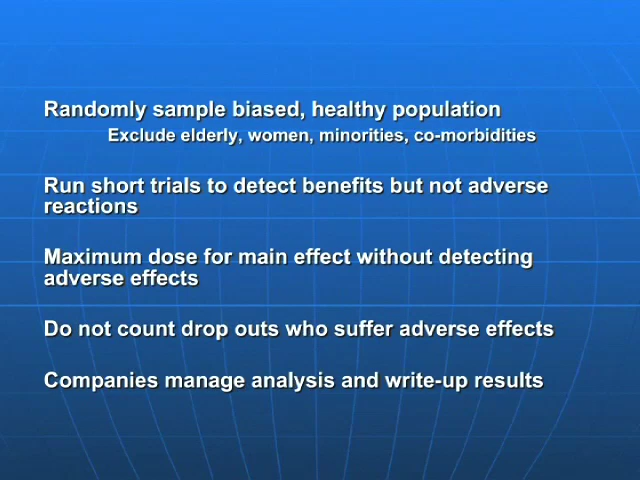 Randomly sample biased, healthy population
Exclude elderly, women, minorities, co-morbidities
Run short trials to detect benefits but not adverse
reactions
Maximum dose for main effect without detecting
adverse effects
Do not count drop outs who suffer adverse effects
Companies manage analysis and write-up results